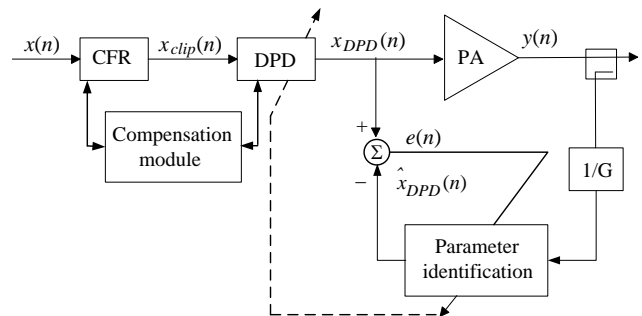 x(n)
CFR
x_clip(n)
DPD
x_DPD(n)
PA
y(n)
Compensation
module
+
Σ
e(n)
−
x̂_DPD(n)
1/G
Parameter
identification